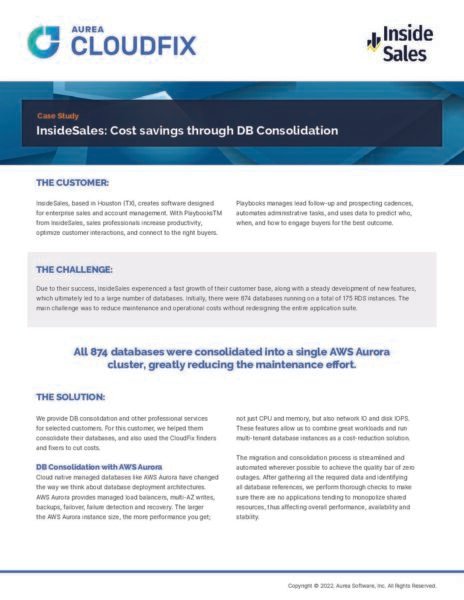 AUREA
CLOUDFIX
Inside
Sales
Case Study
InsideSales: Cost savings through DB Consolidation
THE CUSTOMER:
InsideSales, based in Houston (TX), creates software designed
for enterprise sales and account management. With PlaybooksTM
from InsideSales, sales professionals increase productivity,
optimize customer interactions, and connect to the right buyers.
Playbooks manages lead follow-up and prospecting cadences,
automates administrative tasks, and uses data to predict who,
when, and how to engage buyers for the best outcome.
THE CHALLENGE:
Due to their success, InsideSales experienced a fast growth of their customer base, along with a steady development of new features,
which ultimately led to a large number of databases. Initially, there were 874 databases running on a total of 175 RDS instances. The
main challenge was to reduce maintenance and operational costs without redesigning the entire application suite.
All 874 databases were consolidated into a single AWS Aurora
cluster, greatly reducing the maintenance effort.
THE SOLUTION:
We provide DB consolidation and other professional services
for selected customers. For this customer, we helped them
consolidate their databases, and also used the CloudFix finders
and fixers to cut costs.
DB Consolidation with AWS Aurora
Cloud native managed databases like AWS Aurora have changed
the way we think about database deployment architectures.
AWS Aurora provides managed load balancers, multi-AZ writes,
backups, failover, failure detection and recovery. The larger
the AWS Aurora instance size, the more performance you get;
not just CPU and memory, but also network IO and disk IOPS.
These features allow us to combine great workloads and run
multi-tenant database instances as a cost-reduction solution.
The migration and consolidation process is streamlined and
automated wherever possible to achieve the quality bar of zero
outages. After gathering all the required data and identifying
all database references, we perform thorough checks to make
sure there are no applications tending to monopolize shared
resources, thus affecting overall performance, availability and
stability.
Copyright © 2022. Aurea Software, Inc. All Rights Reserved.